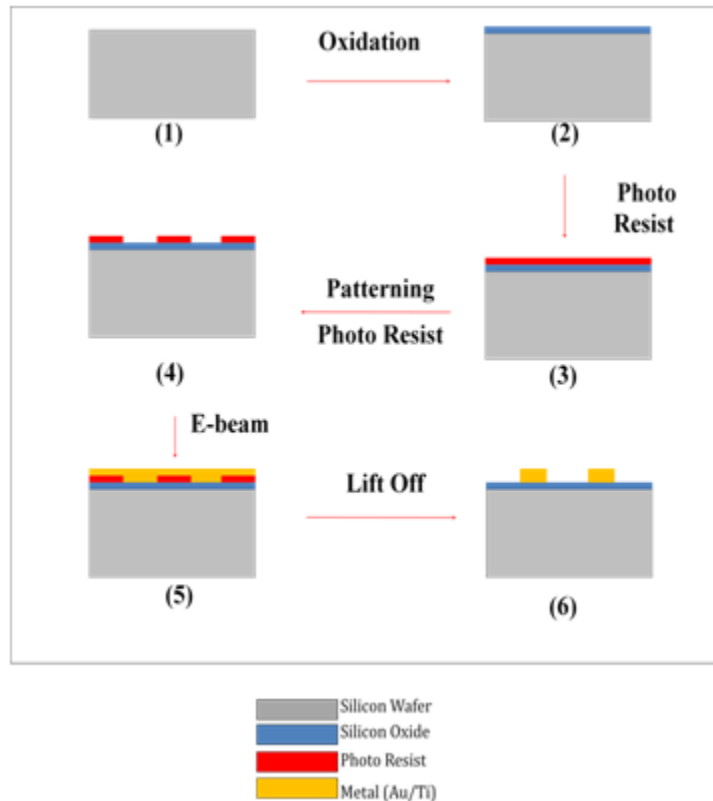 Oxidation
(1)
(2)
Photo
Resist
(3)
Patterning
Photo Resist
(4)
E-beam
(5)
Lift Off
(6)
Silicon Wafer
Silicon Oxide
Photo Resist
Metal (Au/Ti)